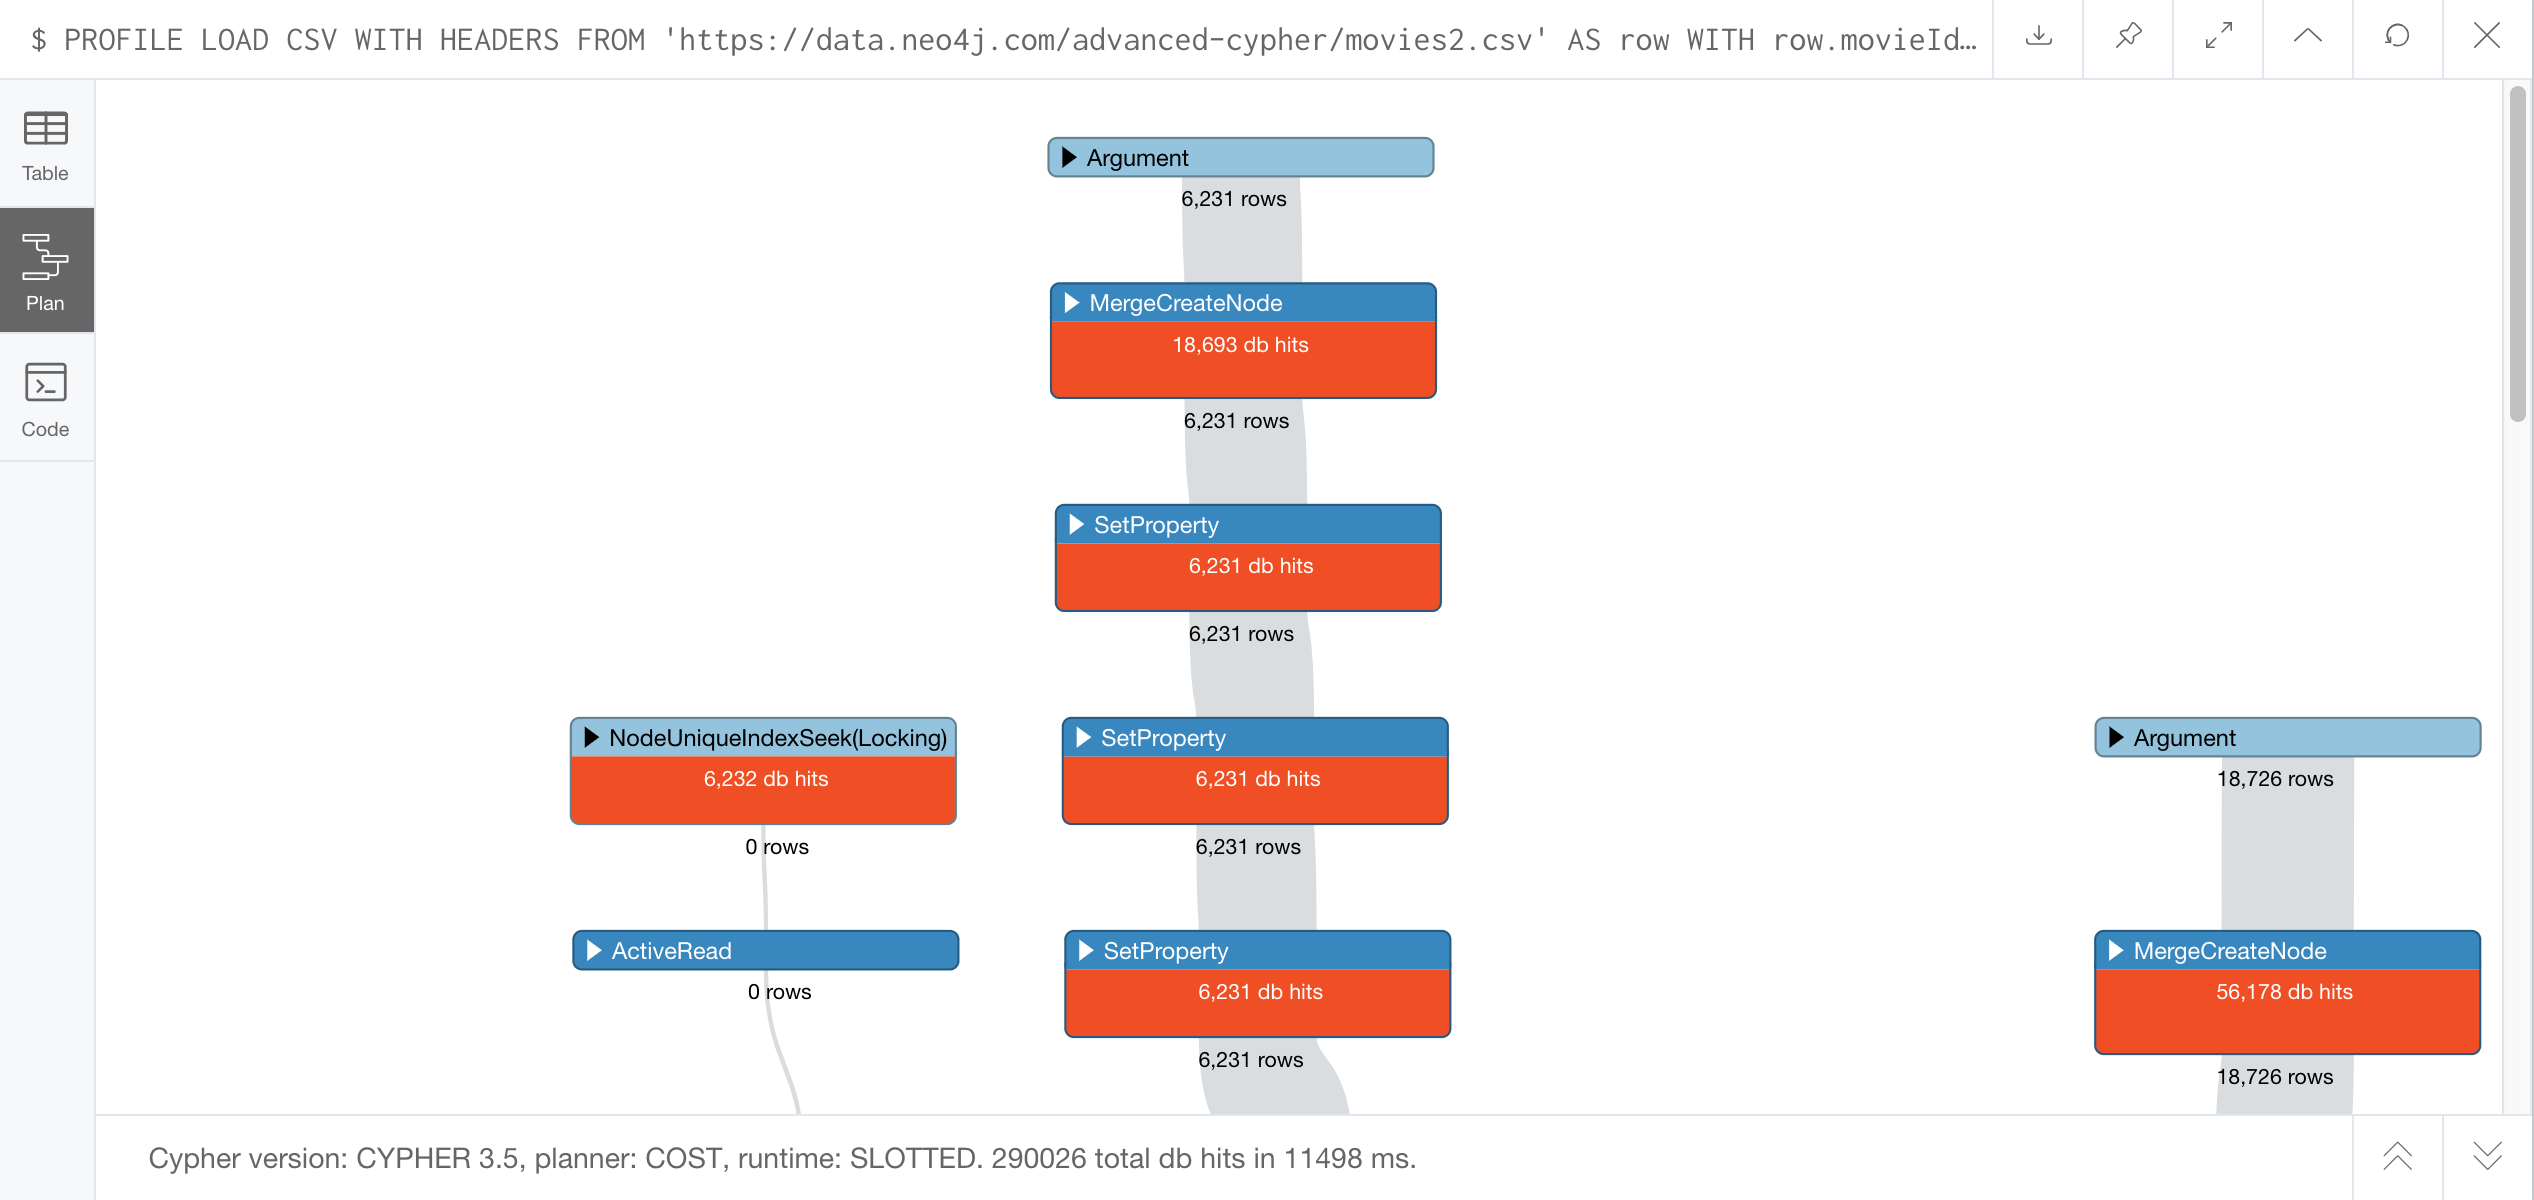 $ PROFILE LOAD CSV WITH HEADERS FROM 'https://data.neo4j.com/advanced-cypher/movies2.csv' AS row WITH row.movieId…
Table
Plan
Code
Argument
6,231 rows
MergeCreateNode
18,693 db hits
6,231 rows
SetProperty
6,231 db hits
6,231 rows
NodeUniqueIndexSeek(Locking)
6,232 db hits
0 rows
SetProperty
6,231 db hits
6,231 rows
Argument
18,726 rows
ActiveRead
0 rows
SetProperty
6,231 db hits
6,231 rows
MergeCreateNode
56,178 db hits
18,726 rows
Cypher version: CYPHER 3.5, planner: COST, runtime: SLOTTED. 290026 total db hits in 11498 ms.